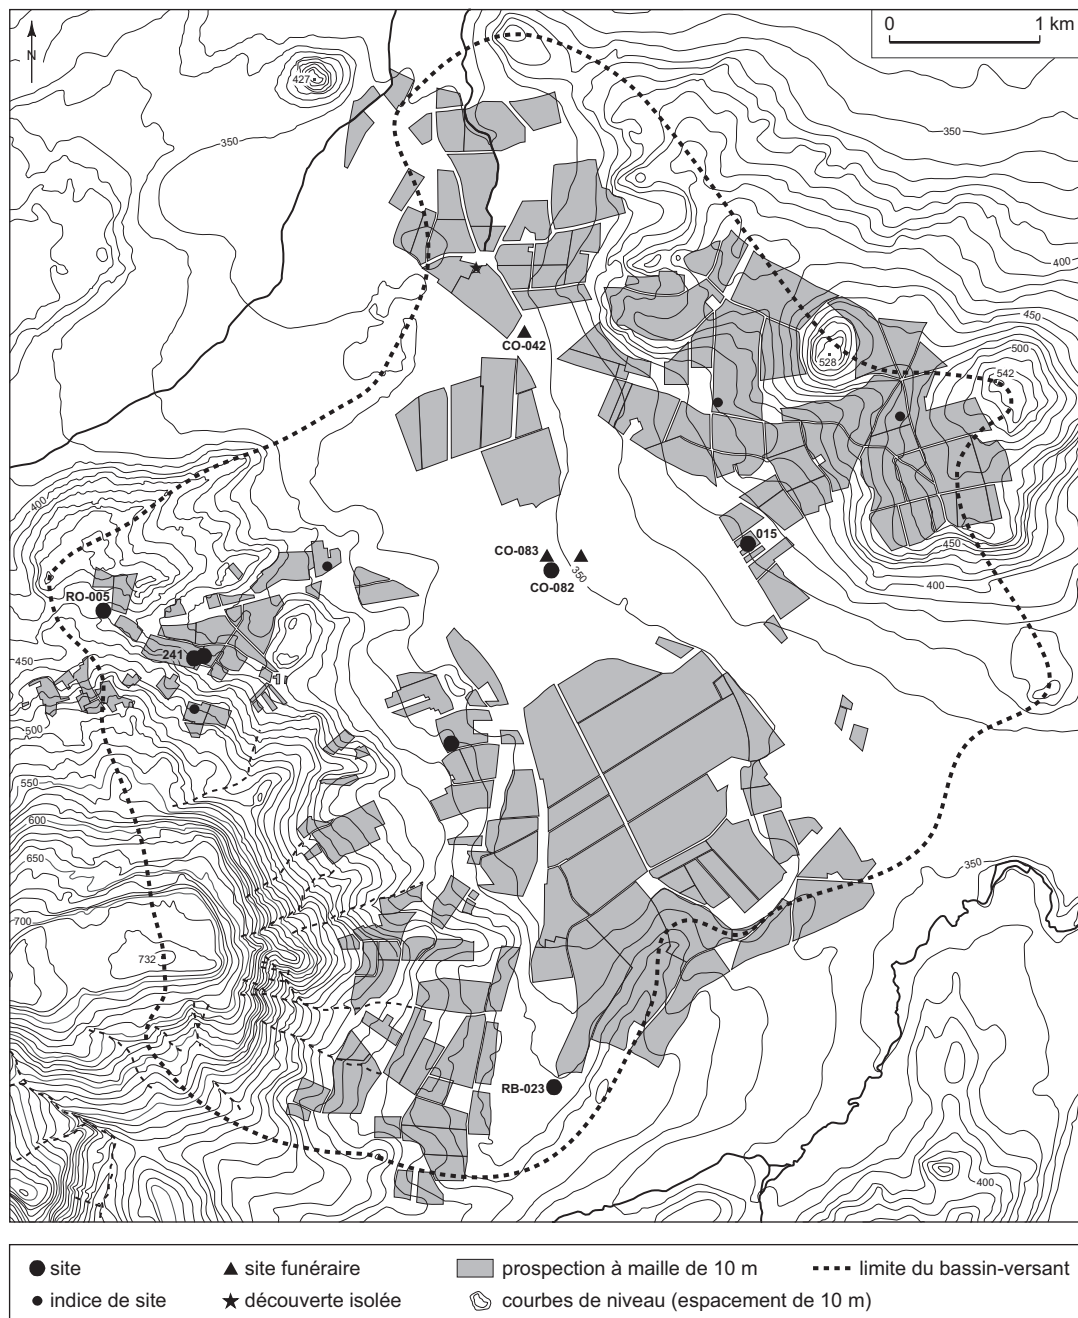 0 1 km
N
427
350
350
400
CO-042
450
500
528
542
400
CO-083
015
350
CO-082
450
RO-005
400
241
450
500
550
600
650
350
700
732
RB-023
400
site
site funéraire
prospection à maille de 10 m
limite du bassin-versant
indice de site
découverte isolée
courbes de niveau (espacement de 10 m)